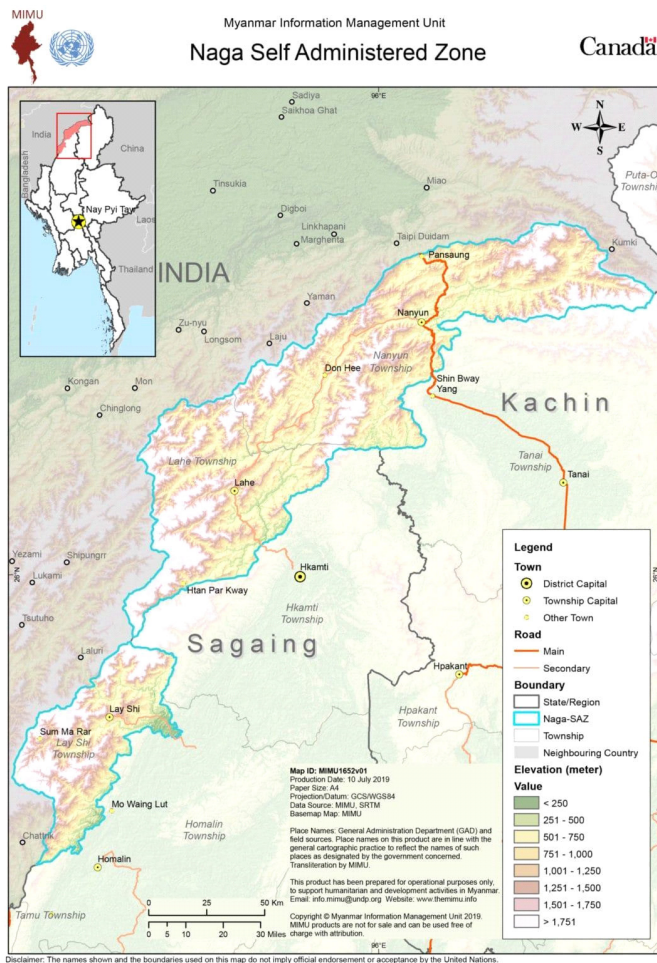 MIMU
Myanmar Information Management Unit
Naga Self Administered Zone
Canada
96°E
Sadiya
Saikhoa Ghat
India
China
Bangladesh
Nay Pyi Taw
Laos
Thailand
N
W
E
S
Puta-O
Township
Miao
Tinsukia
Digboi
Linkhapani
Margherita
Taipi Duidam
Kumki
Pansaung
INDIA
Yaman
Nanyun
Zu-nyu
Longsom
Laju
Nanyun
Township
Don Hee
Shin Bway
Yang
Kongan
Mon
Chinglong
Kachin
Lahe Township
Tanai
Township
Tanai
Lahe
Yezami
Shipungrr
Lukami
26°N
26°N
Hkamti
Htan Par Kway
Hkamti
Township
Tsutuho
Sagaing
Laluri
Hpakant
Lay Shi
Hpakant
Township
Sum Ma Rar
Lay Shi
Township
Mo Waing Lut
Homalin
Township
Chattrik
Homalin
Tamu Town
Legend
Town
District Capital
Township Capital
Other Town
Road
Main
Secondary
Boundary
State/Region
Naga-SAZ
Township
Neighbouring Country
Elevation (meter)
Value
< 250
251 - 500
501 - 750
751 - 1,000
1,001 - 1,250
1,251 - 1,500
1,501 - 1,750
> 1,751
Map ID: MIMU1652v01
Production Date: 10 July 2019
Paper Size: A4
Projection/Datum: GCS/WGS84
Data Source: MIMU, SRTM
Basemap Map: MIMU
Place Names: General Administration Department (GAD) and
field sources. Place names on this product are in line with the
general cartographic practice to reflect the names of such
places as designated by the government concerned.
Transliteration by MIMU.
This product has been prepared for operational purposes only,
to support humanitarian and development activities in Myanmar.
Email: info.mimu@undp.org Website: www.themimu.info
Copyright © Myanmar Information Management Unit 2019.
MIMU products are not for sale and can be used free of
charge with attribution.
0 25 50 Km
0 5 10 20 30 Miles
96°E
Disclaimer: The names shown and the boundaries used on this map do not imply official endorsement or acceptance by the United Nations.